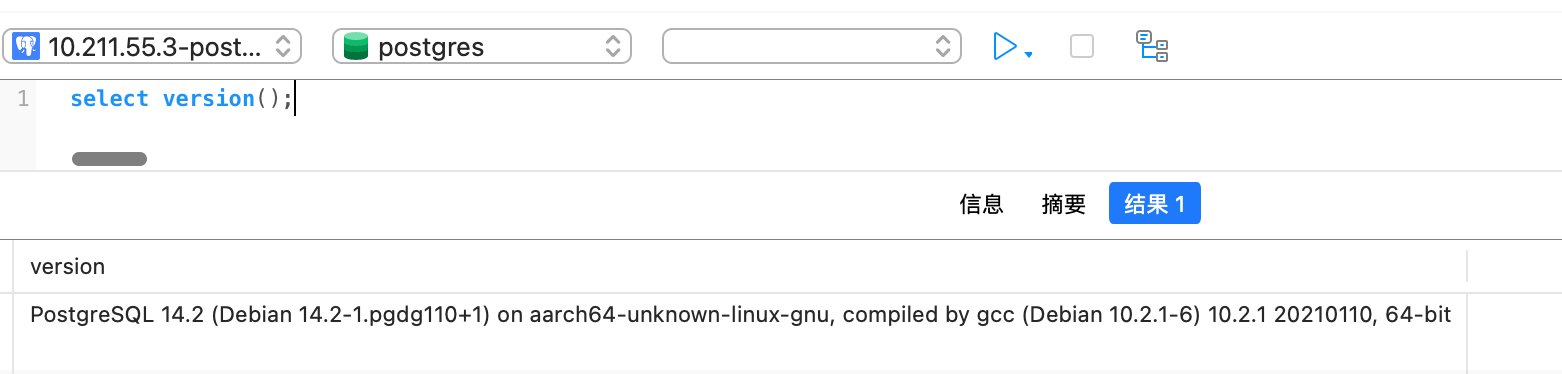 10.211.55.3-post...
postgres
1 select version();
信息 摘要 结果 1
version
PostgreSQL 14.2 (Debian 14.2-1.pgdg110+1) on aarch64-unknown-linux-gnu, compiled by gcc (Debian 10.2.1-6) 10.2.1 20210110, 64-bit